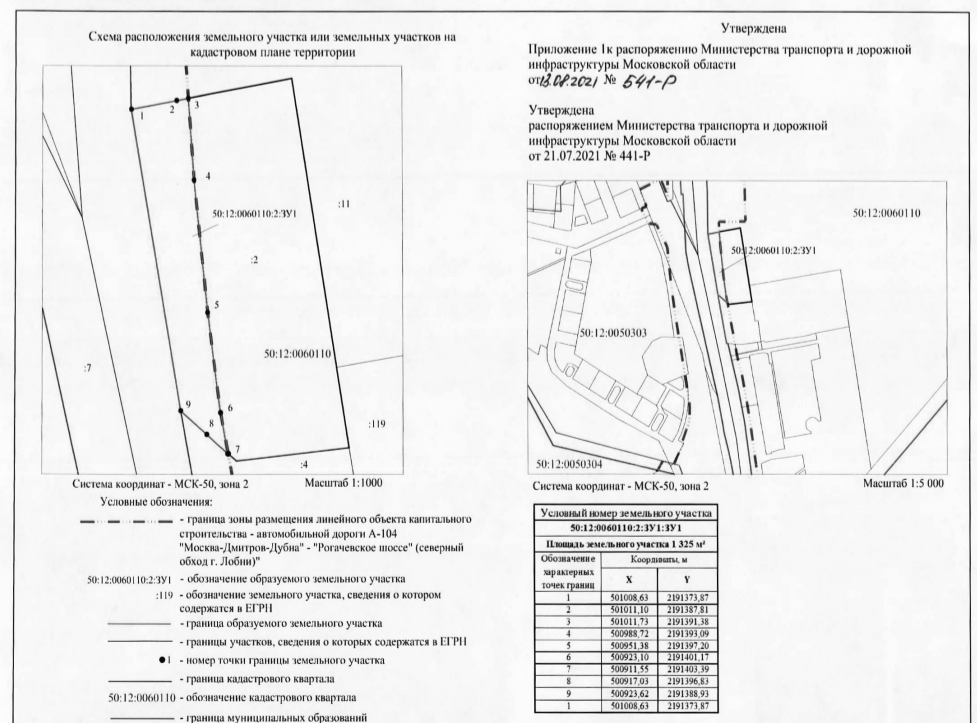 Схема расположения земельного участка или земельных участков на
кадастровом плане территории
1
2
3
4
50:12:0060110:2:ЗУ1
:11
:2
5
50:12:0060110
:7
9
6
8
7
:119
:4
Система координат - МСК-50, зона 2
Масштаб 1:1000
Условные обозначения:
- граница зоны размещения линейного объекта капитального
строительства - автомобильной дороги А-104
"Москва-Дмитров-Дубна" - "Рогачевское шоссе" (северный
обход г. Лобни)"
50:12:0060110:2:ЗУ1 - обозначение образуемого земельного участка
:119 - обозначение земельного участка, сведения о котором
содержатся в ЕГРН
- граница образуемого земельного участка
- границы участков, сведения о которых содержатся в ЕГРН
1 - номер точки границы земельного участка
- граница кадастрового квартала
50:12:0060110 - обозначение кадастрового квартала
- граница муниципальных образований
Утверждена
Приложение 1к распоряжению Министерства транспорта и дорожной
инфраструктуры Московской области
от 13.08.2021 № 541-Р
Утверждена
распоряжением Министерства транспорта и дорожной
инфраструктуры Московской области
от 21.07.2021 № 441-Р
50:12:0060110
50:12:0060110:2:ЗУ1
50:12:0050303
50:12:0050304
Система координат - МСК-50, зона 2
Масштаб 1:5 000
Условный номер земельного участка
50:12:0060110:2:ЗУ1:ЗУ1
Площадь земельного участка 1 325 м²
Обозначение характерных точек границ
Координаты, м
X Y
1 501008,63 2191373,87
2 501011,10 2191387,81
3 501011,73 2191391,38
4 500988,72 2191393,09
5 500951,38 2191397,20
6 500923,10 2191401,17
7 500911,55 2191403,39
8 500917,03 2191396,83
9 500923,62 2191388,93
1 501008,63 2191373,87